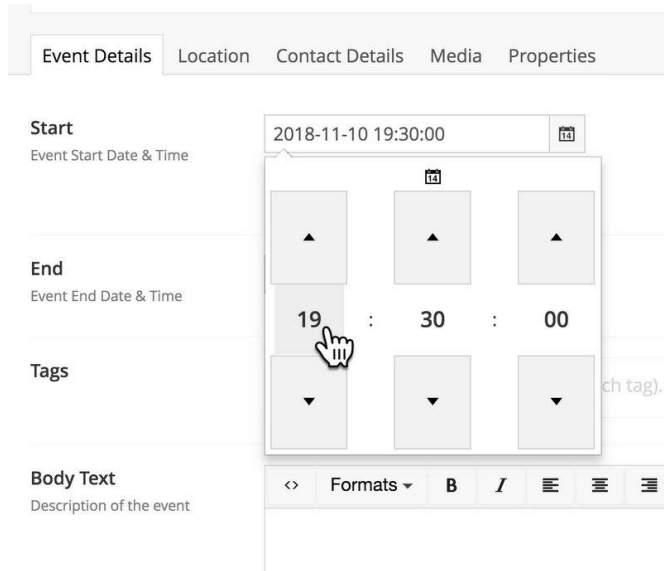 Event Details Location Contact Details Media Properties
Start
Event Start Date & Time
2018-11-10 19:30:00
14
14
End
Event End Date & Time
19 : 30 : 00
Tags
ch tag).
Body Text
Description of the event
<> Formats B I